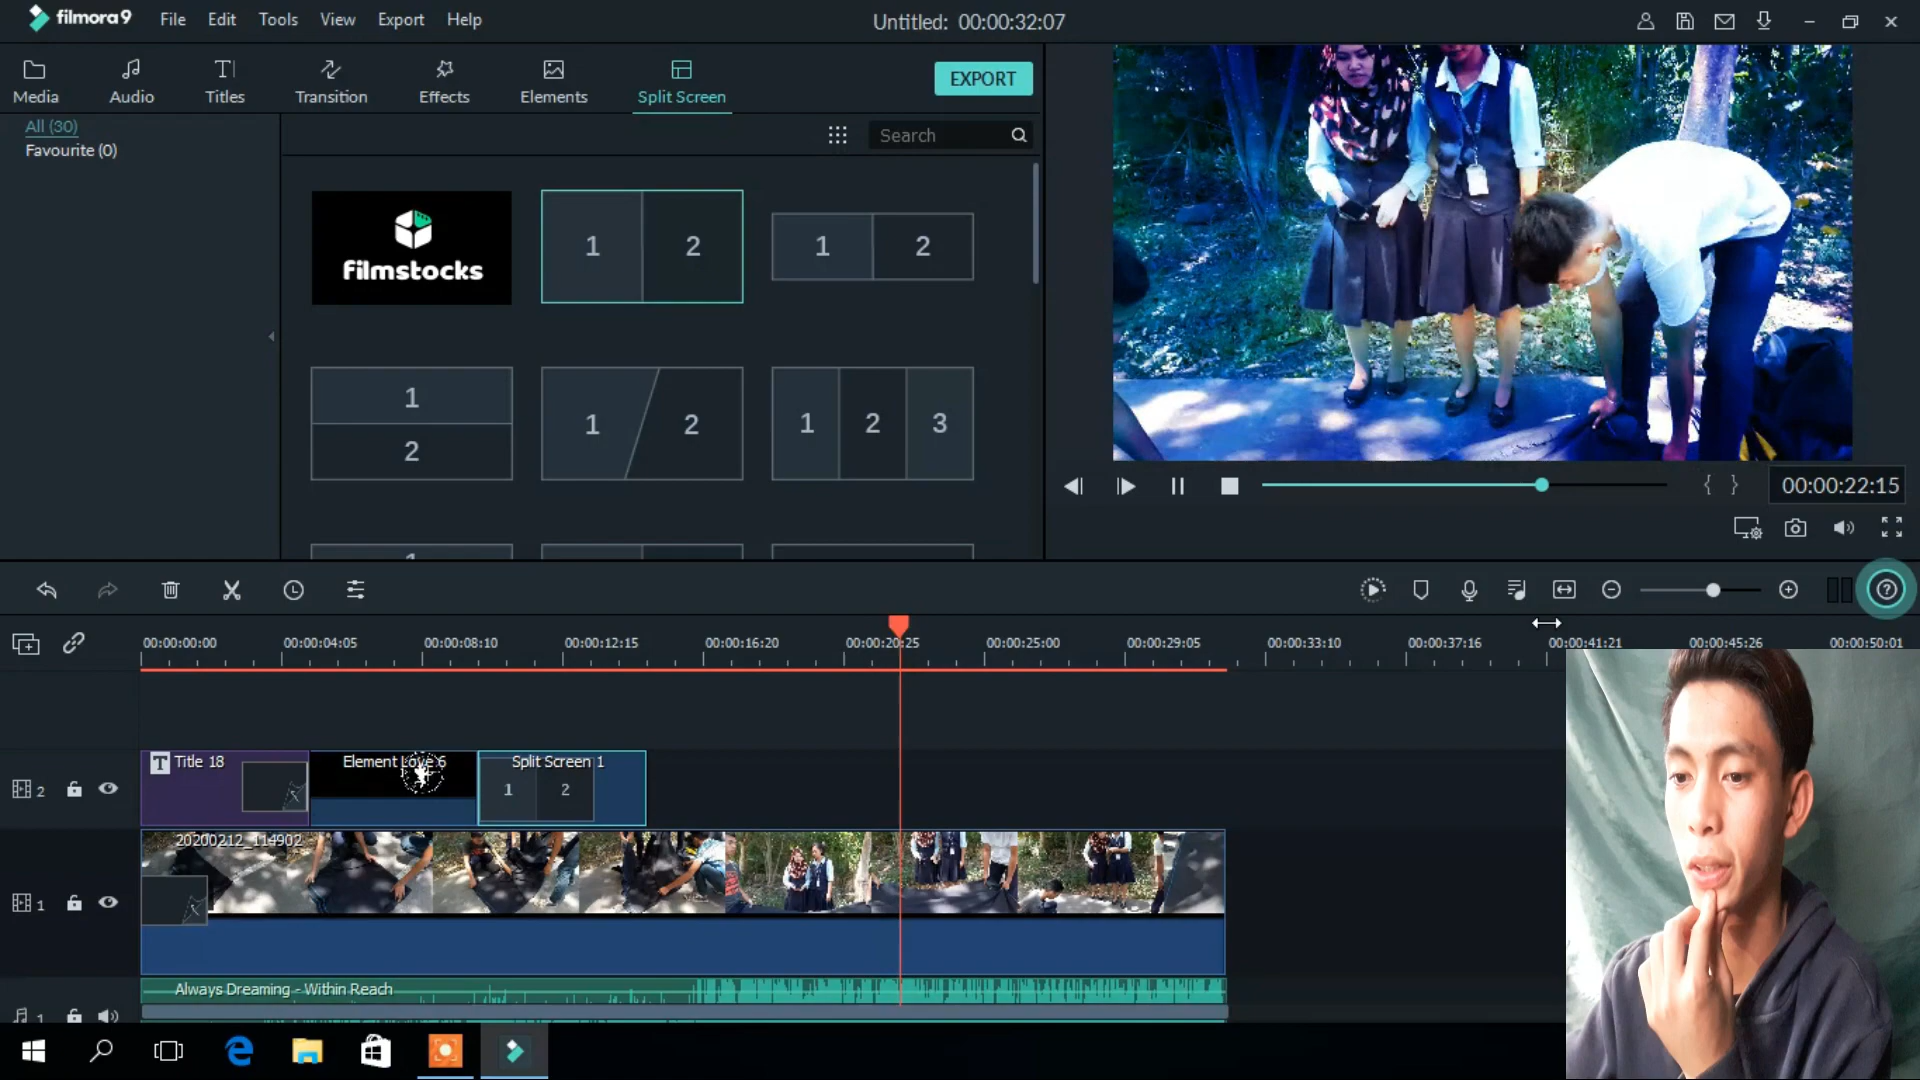 filmora9 File Edit Tools View Export Help Untitled: 00:00:32:07
Media Audio Titles Transition Effects Elements Split Screen EXPORT
All (30)
Favourite (0)
Search
filmstocks
1 2
1 2
1
2
1 2
1 2 3
1
00:00:22:15
00:00:00:00 00:00:04:05 00:00:08:10 00:00:12:15 00:00:16:20 00:00:20:25 00:00:25:00 00:00:29:05 00:00:33:10 00:00:37:16 00:00:41:21 00:00:45:26 00:00:50:01
2 T Title 18 Element Love 6 Split Screen 1
1 2
20200212_114902
1
Always Dreaming - Within Reach
1